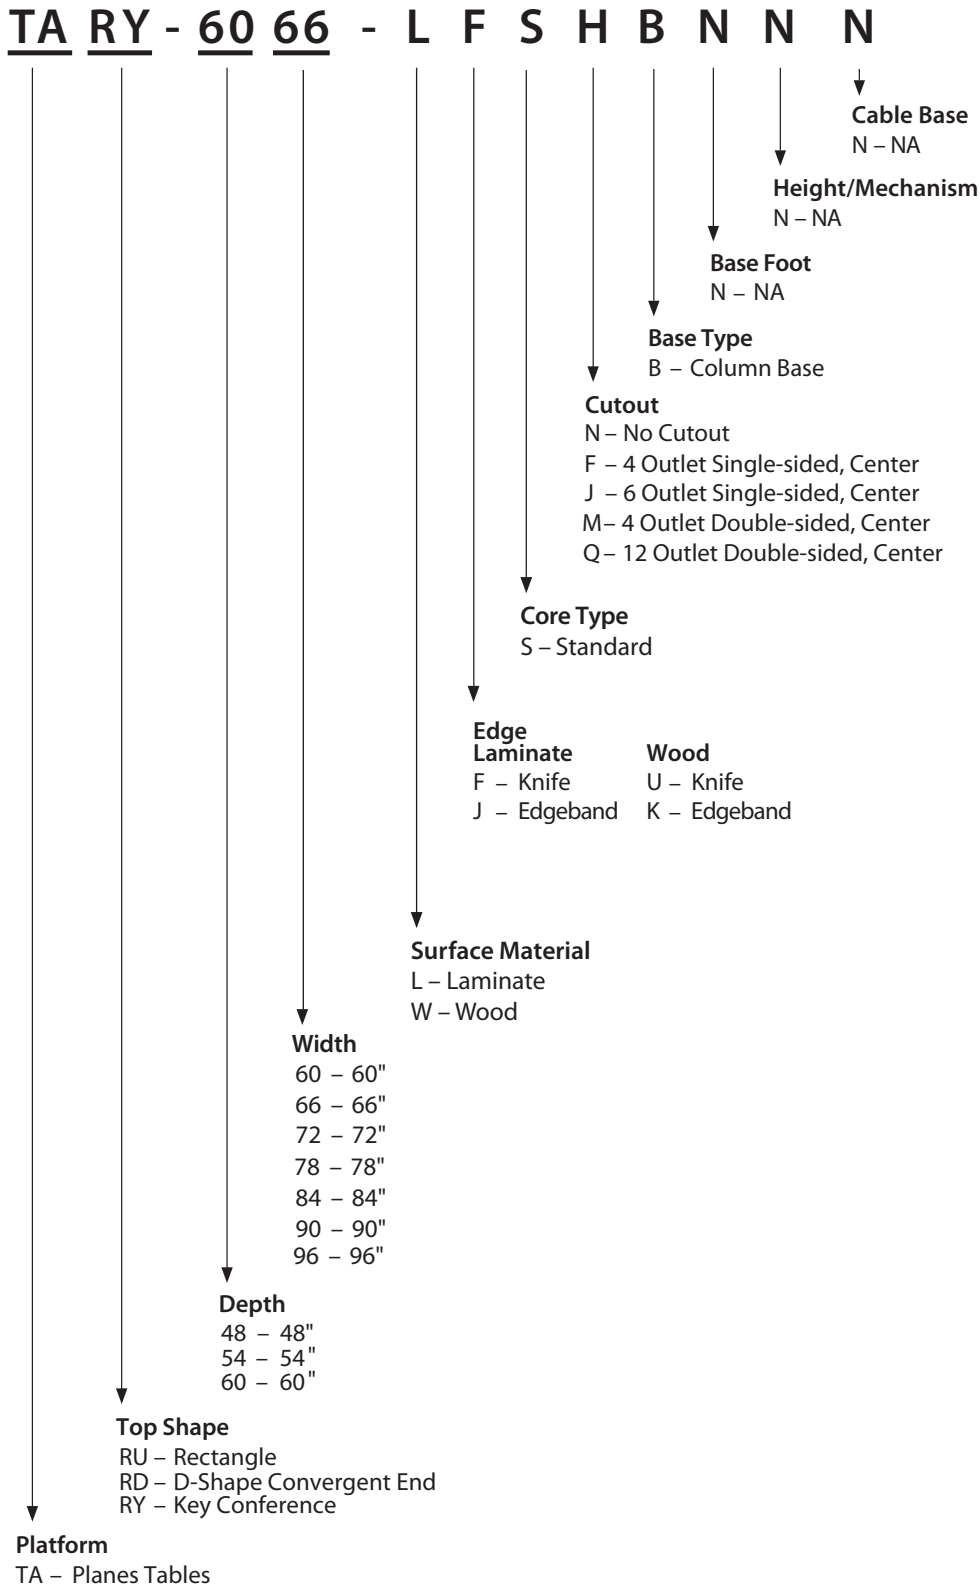 TA RY - 60 66 - L F S H B N N N
Cable Base
N – NA
Height/Mechanism
N – NA
Base Foot
N – NA
Base Type
B – Column Base
Cutout
N – No Cutout
F – 4 Outlet Single-sided, Center
J – 6 Outlet Single-sided, Center
M – 4 Outlet Double-sided, Center
Q – 12 Outlet Double-sided, Center
Core Type
S – Standard
Edge
Laminate Wood
F – Knife U – Knife
J – Edgeband K – Edgeband
Surface Material
L – Laminate
W – Wood
Width
60 – 60"
66 – 66"
72 – 72"
78 – 78"
84 – 84"
90 – 90"
96 – 96"
Depth
48 – 48"
54 – 54"
60 – 60"
Top Shape
RU – Rectangle
RD – D-Shape Convergent End
RY – Key Conference
Platform
TA – Planes Tables